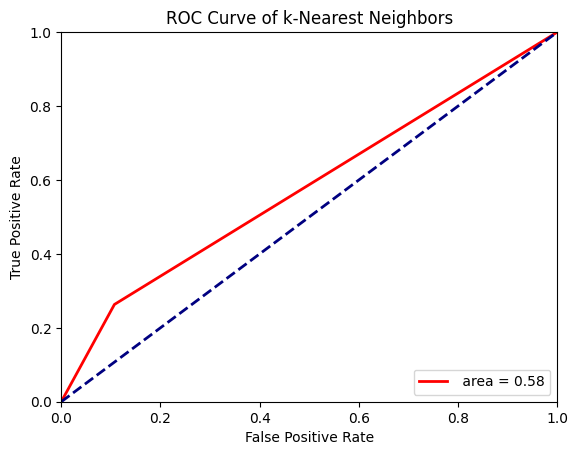 ROC Curve of k-Nearest Neighbors
True Positive Rate
1.0
0.8
0.6
0.4
0.2
0.0
area = 0.58
0.0 0.2 0.4 0.6 0.8 1.0
False Positive Rate